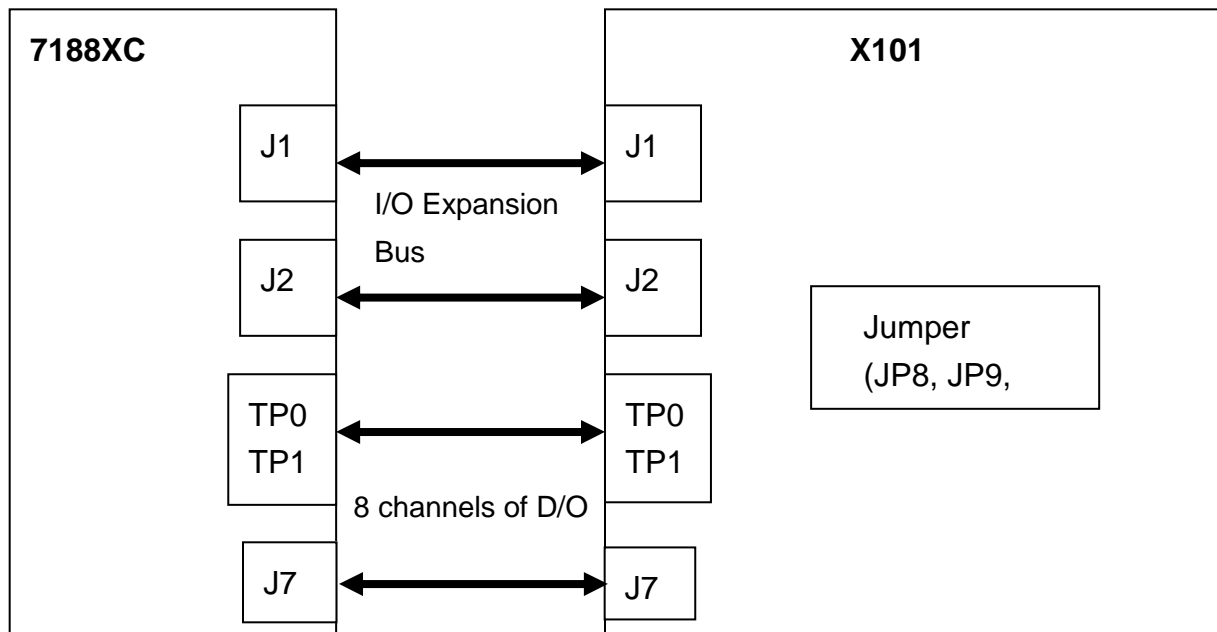 7188XC
X101
J1
J1
I/O Expansion
Bus
J2
J2
Jumper
(JP8, JP9,
TP0
TP1
TP0
TP1
8 channels of D/O
J7
J7